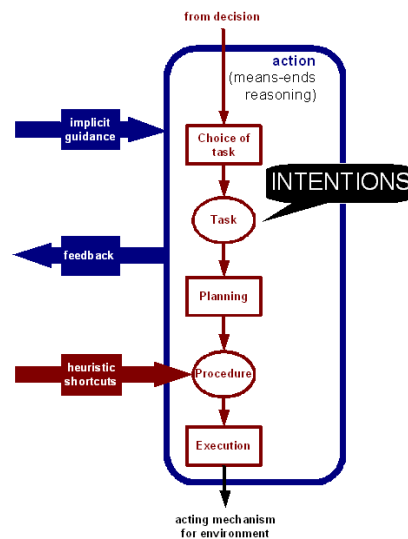 from decision
action
(means-ends
reasoning)
implicit
guidance
Choice of
task
INTENTIONS
Task
feedback
Planning
heuristic
shortcuts
Procedure
Execution
acting mechanism
for environment